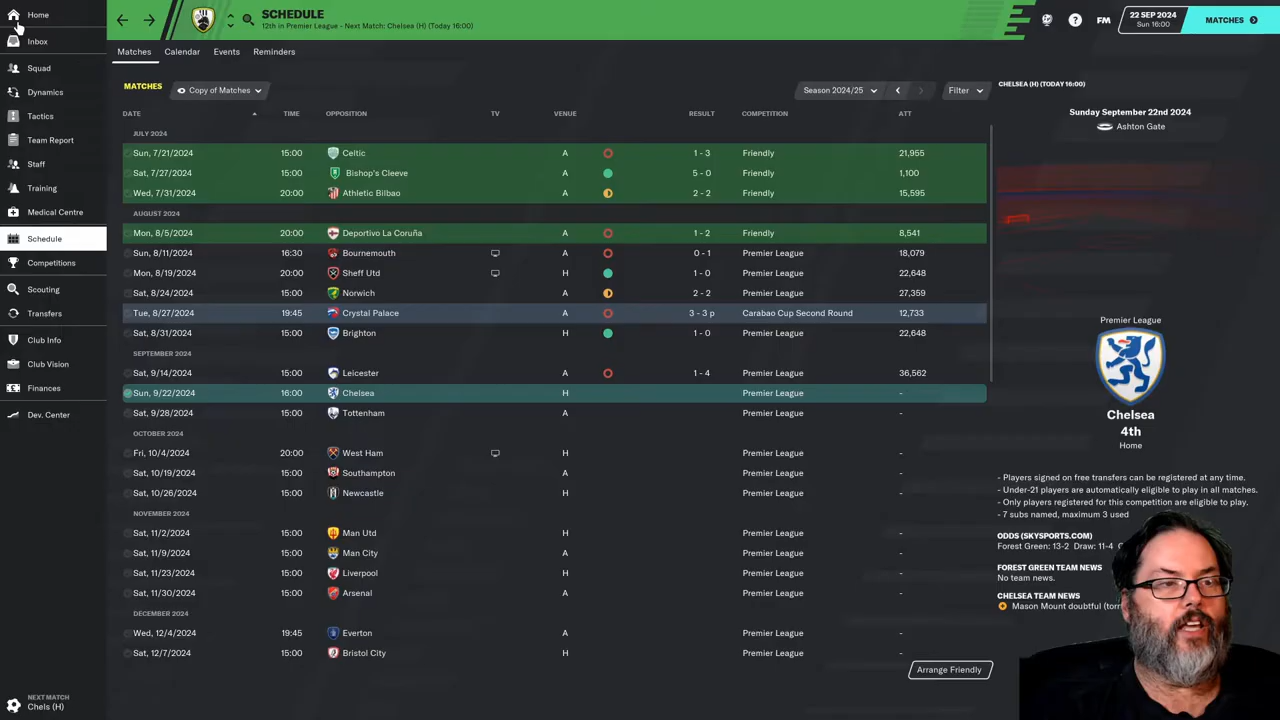 Home
Inbox
Squad
Dynamics
Tactics
Team Report
Staff
Training
Medical Centre
Schedule
Competitions
Scouting
Transfers
Club Info
Club Vision
Finances
Dev. Center
NEXT MATCH
Chels (H)
SCHEDULE
12th in Premier League - Next Match: Chelsea (H) (Today 16:00)
FM
22 SEP 2024
Sun 16:00
MATCHES
Matches Calendar Events Reminders
MATCHES Copy of Matches Season 2024/25 Filter
DATE TIME OPPOSITION TV VENUE RESULT COMPETITION ATT
JULY 2024
Sun, 7/21/2024 15:00 Celtic A 1 - 3 Friendly 21,955
Sat, 7/27/2024 15:00 Bishop's Cleeve A 5 - 0 Friendly 1,100
Wed, 7/31/2024 20:00 Athletic Bilbao A 2 - 2 Friendly 15,595
AUGUST 2024
Mon, 8/5/2024 20:00 Deportivo La Coruña A 1 - 2 Friendly 8,541
Sun, 8/11/2024 16:30 Bournemouth A 0 - 1 Premier League 18,079
Mon, 8/19/2024 20:00 Sheff Utd H 1 - 0 Premier League 22,648
Sat, 8/24/2024 15:00 Norwich A 2 - 2 Premier League 27,359
Tue, 8/27/2024 19:45 Crystal Palace A 3 - 3 p Carabao Cup Second Round 12,733
Sat, 8/31/2024 15:00 Brighton H 1 - 0 Premier League 22,648
SEPTEMBER 2024
Sat, 9/14/2024 15:00 Leicester A 1 - 4 Premier League 36,562
Sun, 9/22/2024 16:00 Chelsea H Premier League -
Sat, 9/28/2024 15:00 Tottenham A Premier League -
OCTOBER 2024
Fri, 10/4/2024 20:00 West Ham H Premier League -
Sat, 10/19/2024 15:00 Southampton A Premier League -
Sat, 10/26/2024 15:00 Newcastle H Premier League -
NOVEMBER 2024
Sat, 11/2/2024 15:00 Man Utd H Premier League -
Sat, 11/9/2024 15:00 Man City A Premier League -
Sat, 11/23/2024 15:00 Liverpool H Premier League -
Sat, 11/30/2024 15:00 Arsenal A Premier League -
DECEMBER 2024
Wed, 12/4/2024 19:45 Everton A Premier League -
Sat, 12/7/2024 15:00 Bristol City H Premier League -
Arrange Friendly
CHELSEA (H) (TODAY 16:00)
Sunday September 22nd 2024
Ashton Gate
Premier League
Chelsea
4th
Home
- Players signed on free transfers can be registered at any time.
- Under-21 players are automatically eligible to play in all matches.
- Only players registered for this competition are eligible to play.
- 7 subs named, maximum 3 used
ODDS (SKYSPORTS.COM)
Forest Green: 13-2 Draw: 11-4
FOREST GREEN TEAM NEWS
No team news.
CHELSEA TEAM NEWS
Mason Mount doubtful